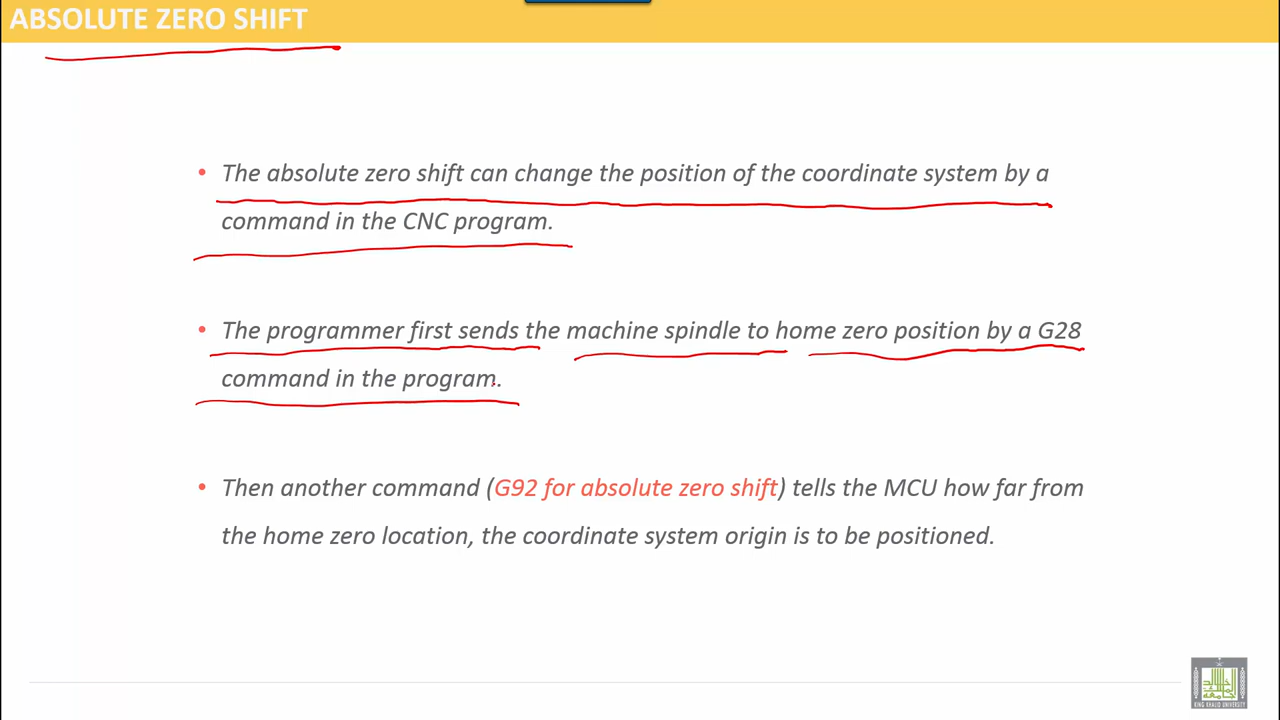 ABSOLUTE ZERO SHIFT
• The absolute zero shift can change the position of the coordinate system by a
command in the CNC program.
• The programmer first sends the machine spindle to home zero position by a G28
command in the program.
• Then another command (G92 for absolute zero shift) tells the MCU how far from
the home zero location, the coordinate system origin is to be positioned.
KING KHALID UNIVERSITY